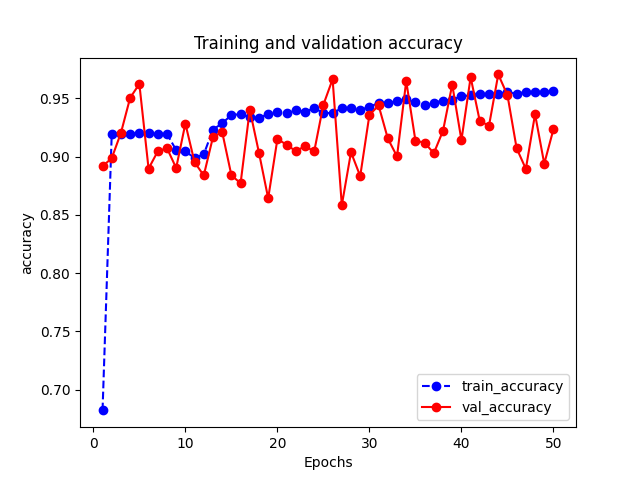 Training and validation accuracy
accuracy
0.95
0.90
0.85
0.80
0.75
0.70
train_accuracy
val_accuracy
0 10 20 30 40 50
Epochs